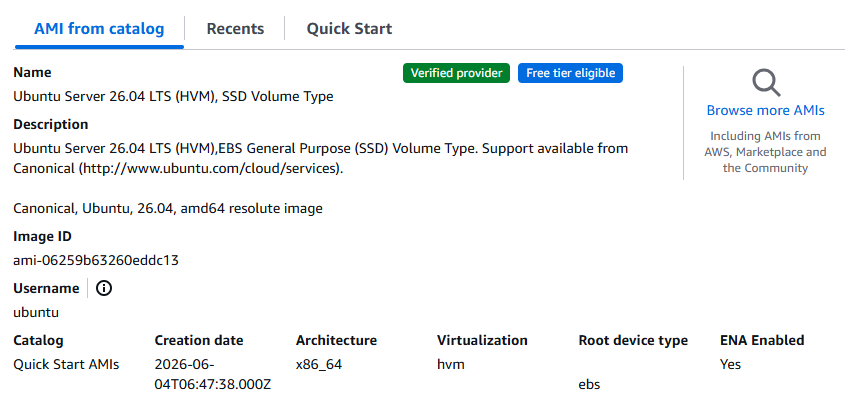 AMI from catalog
Recents
Quick Start
Name
Verified provider
Free tier eligible
Ubuntu Server 26.04 LTS (HVM), SSD Volume Type
Description
Ubuntu Server 26.04 LTS (HVM),EBS General Purpose (SSD) Volume Type. Support available from
Canonical (http://www.ubuntu.com/cloud/services).
Canonical, Ubuntu, 26.04, amd64 resolute image
Image ID
ami-06259b63260eddc13
Username
ubuntu
Browse more AMIs
Including AMIs from
AWS, Marketplace and
the Community
Catalog
Quick Start AMIs
Creation date
2026-06-
04T06:47:38.000Z
Architecture
x86_64
Virtualization
hvm
Root device type
ebs
ENA Enabled
Yes